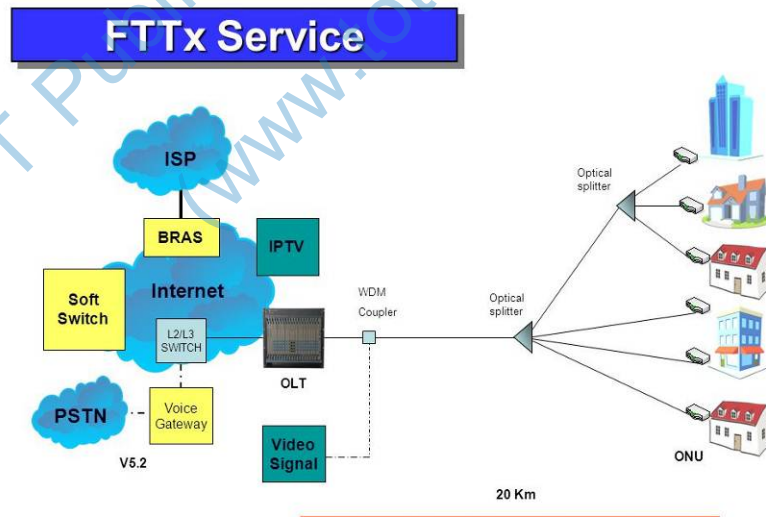 FTTx Service
ISP
BRAS
IPTV
Internet
Soft
Switch
L2/L3
SWITCH
OLT
WDM
Coupler
Optical
splitter
Optical
splitter
PSTN
Voice
Gateway
V5.2
Video
Signal
ONU
20 Km